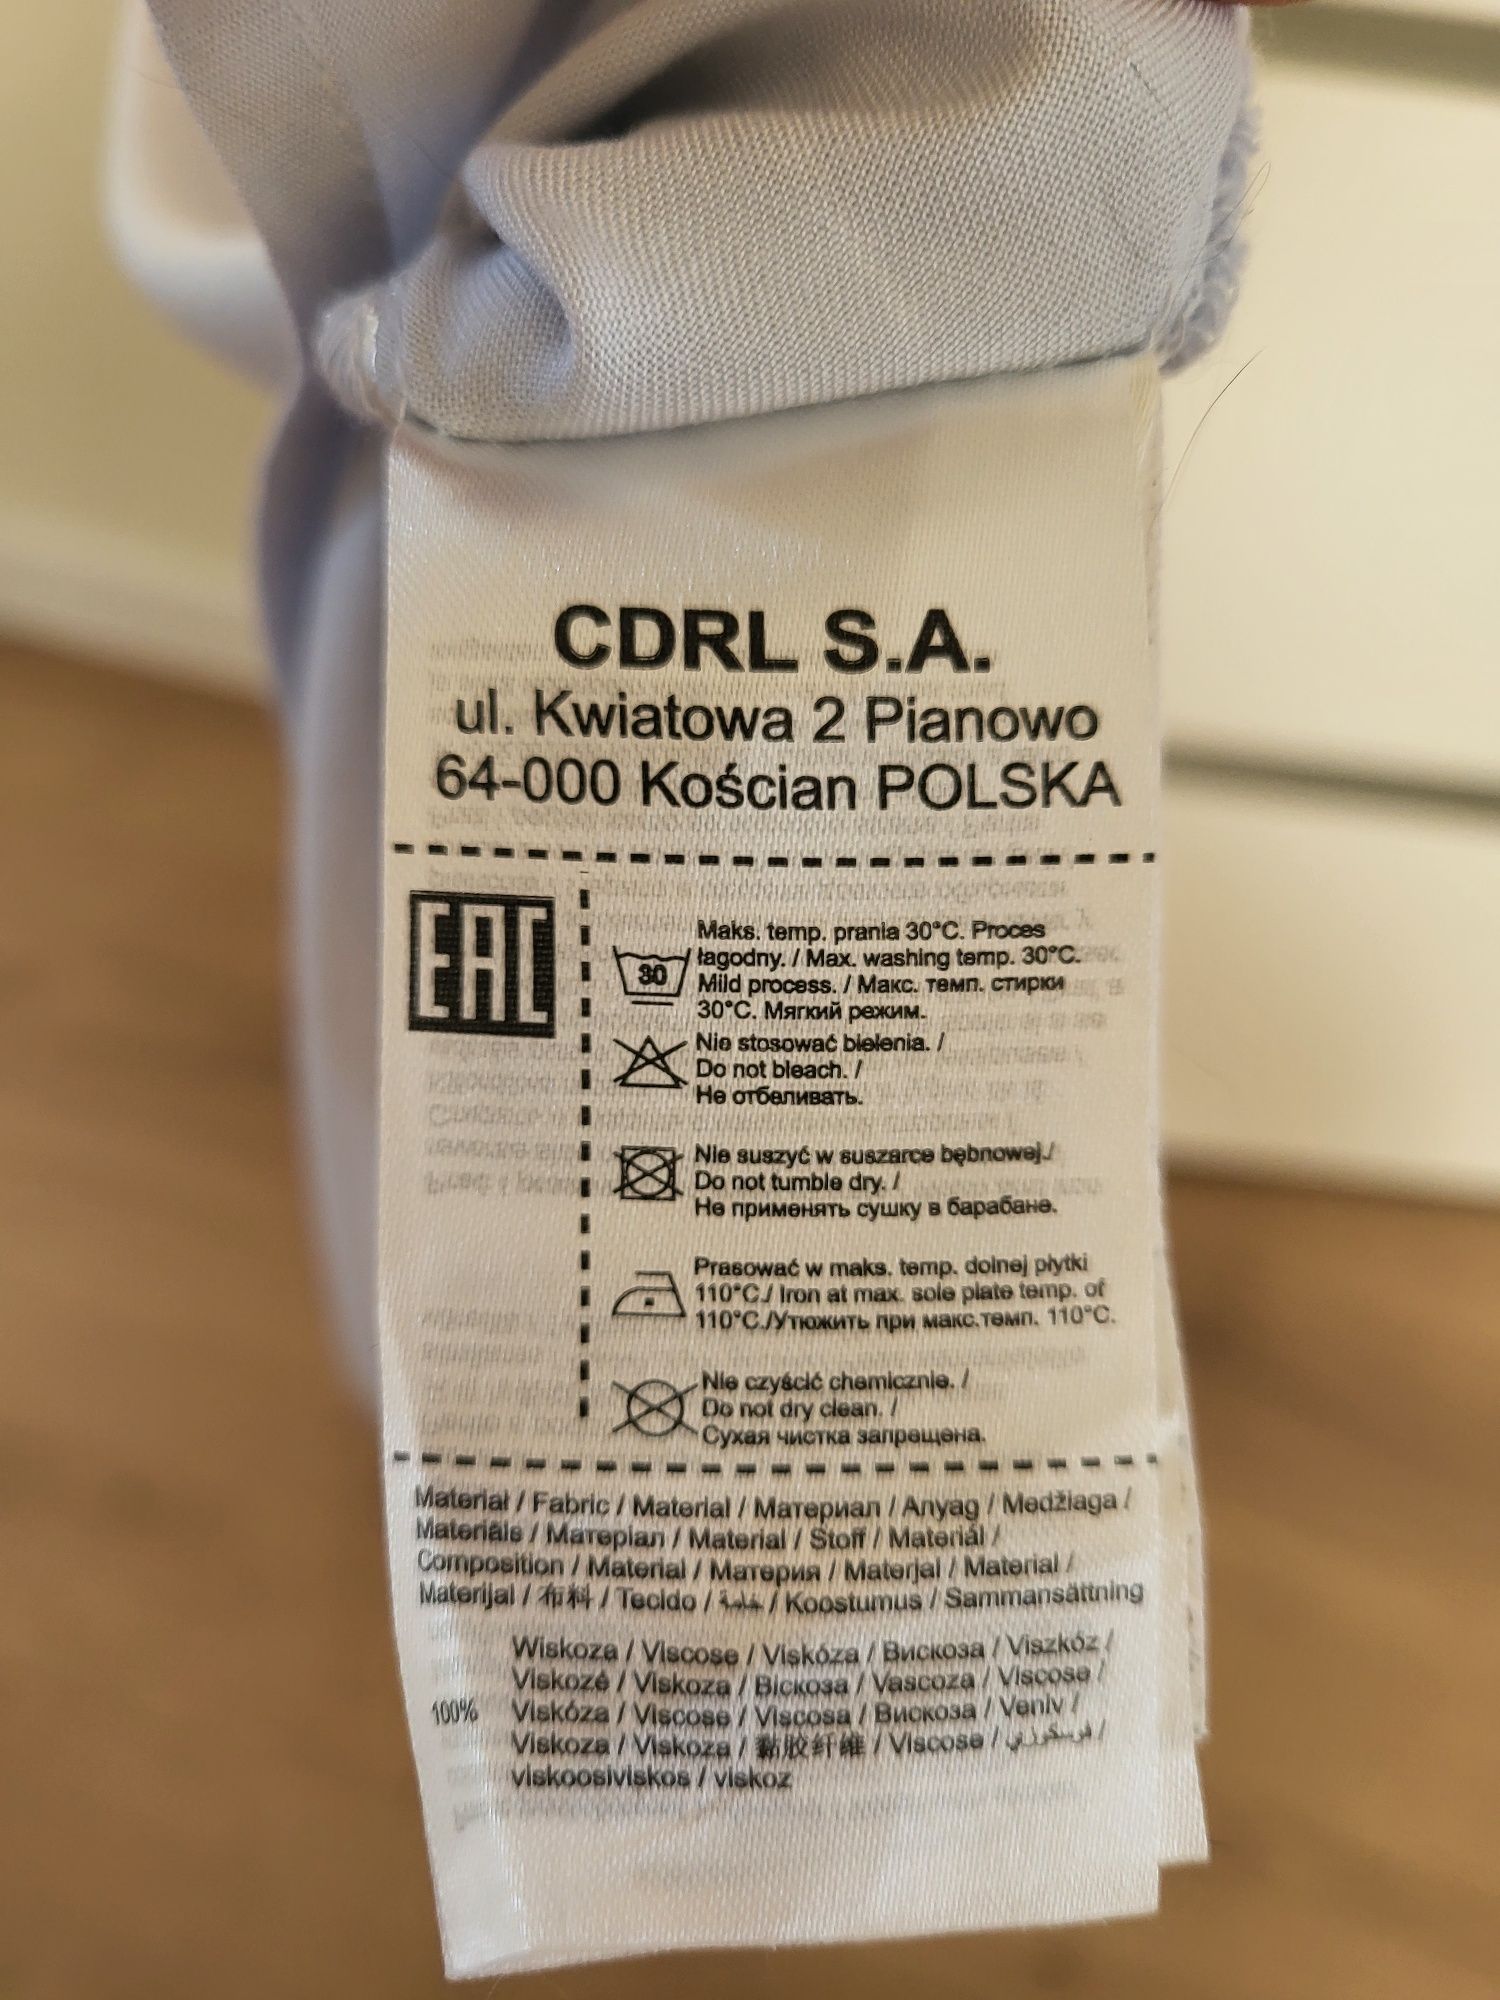 CDRL S.A.
ul. Kwiatowa 2 Pianowo
64-000 Kościan POLSKA
EAC
30
Maks. temp. prania 30°C. Proces
łagodny. / Max. washing temp. 30°C.
Mild process. / Макс. темп. стирки
30°C. Мягкий режим.
Nie stosować bielenia. /
Do not bleach. /
Не отбеливать.
Nie suszyć w suszarce bębnowej./
Do not tumble dry. /
Не применять сушку в барабане.
Prasować w maks. temp. dolnej płytki
110°C./ Iron at max. sole plate temp. of
110°C./Утюжить при макс.темп. 110°C.
Nie czyścić chemicznie. /
Do not dry clean. /
Сухая чистка запрещена.
Materiał / Fabric / Material / Материал / Anyag / Medžiaga /
Materiāls / Матеріал / Material / Stoff / Materiál /
Composition / Material / Материя / Materjal / Material /
Materijal / 布料 / Tecido / خامة / Koostumus / Sammansättning
Wiskoza / Viscose / Viskóza / Вискоза / Viszkóz /
Viskozé / Viskoza / Віскоза / Vascoza / Viscose /
100% Viskóza / Viscose / Viscosa / Вискоза / Veniv /
Viskoza / Viskoza / 黏胶纤维 / Viscose / فسكوزي /
viskoosiviskos / viskoz